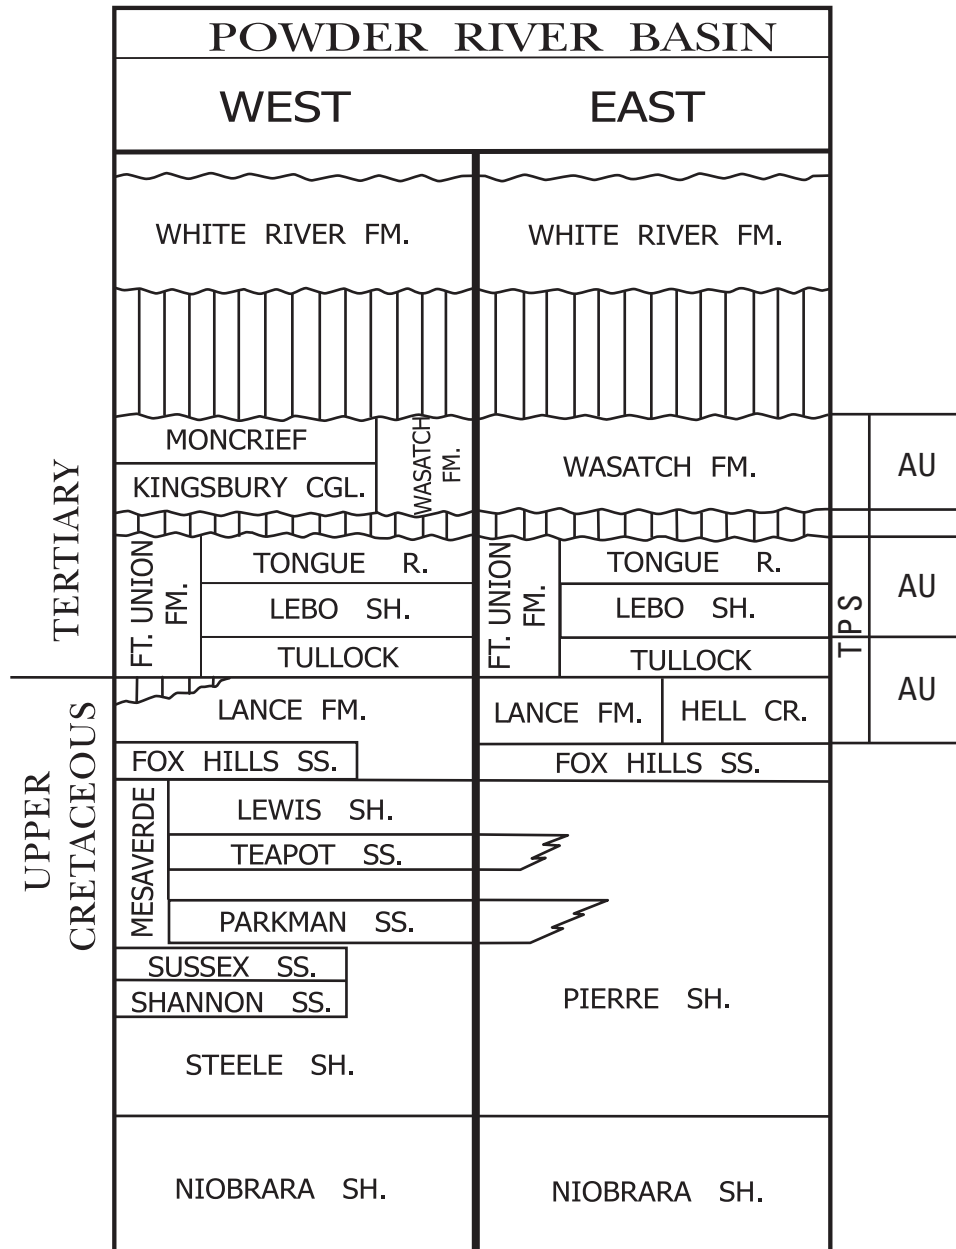 POWDER RIVER BASIN
WEST
EAST
WHITE RIVER FM.
WHITE RIVER FM.
MONCRIEF
KINGSBURY CGL.
WASATCH
FM.
WASATCH FM.
AU
TERTIARY
FT. UNION
FM.
TONGUE R.
LEBO SH.
TULLOCK
FT. UNION
FM.
TONGUE R.
LEBO SH.
TULLOCK
TPS
AU
AU
UPPER
CRETACEOUS
LANCE FM.
LANCE FM.
HELL CR.
FOX HILLS SS.
FOX HILLS SS.
MESAVERDE
LEWIS SH.
TEAPOT SS.
PARKMAN SS.
SUSSEX SS.
SHANNON SS.
STEELE SH.
PIERRE SH.
NIOBRARA SH.
NIOBRARA SH.